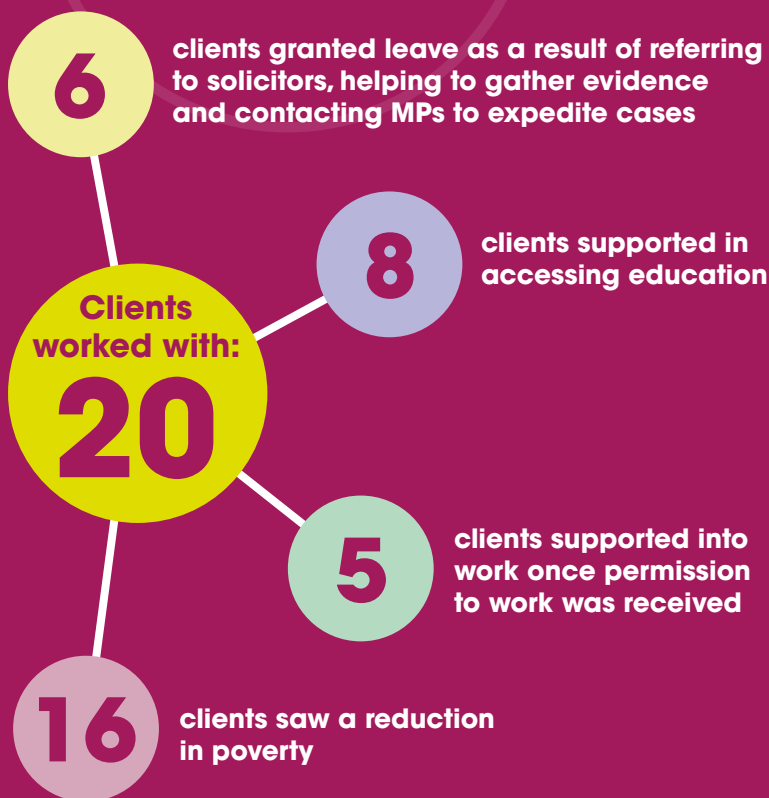 6
clients granted leave as a result of referring
to solicitors, helping to gather evidence
and contacting MPs to expedite cases
8
clients supported in
accessing education
Clients
worked with:
20
5
clients supported into
work once permission
to work was received
16
clients saw a reduction
in poverty